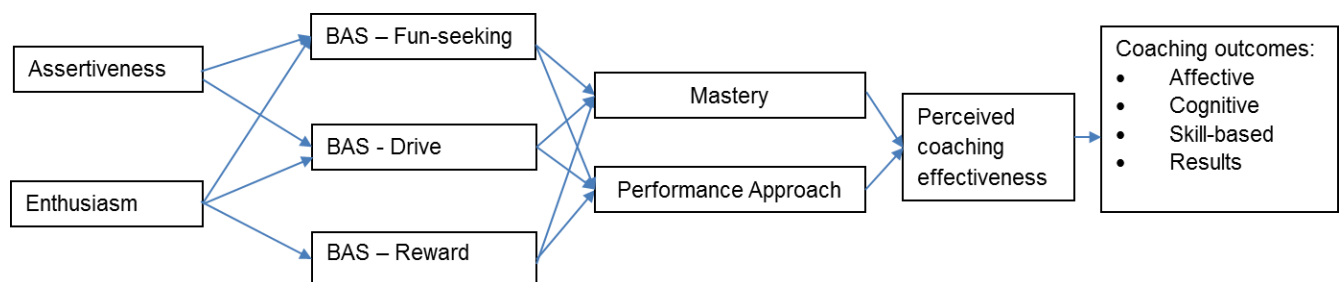 Assertiveness
Enthusiasm
BAS – Fun-seeking
BAS - Drive
BAS – Reward
Mastery
Performance Approach
Perceived
coaching
effectiveness
Coaching outcomes:
• Affective
• Cognitive
• Skill-based
• Results